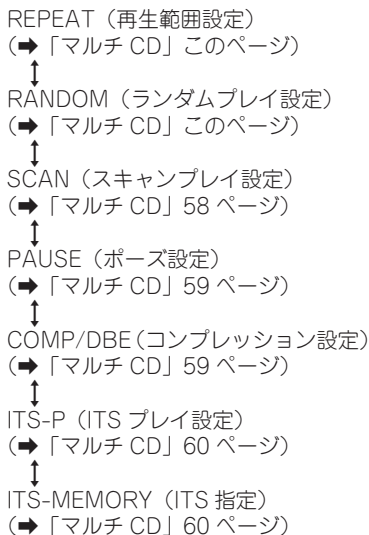 REPEAT（再生範囲設定）
(➡「マルチ CD」このページ)
↕
RANDOM（ランダムプレイ設定）
(➡「マルチ CD」このページ)
↕
SCAN（スキャンプレイ設定）
(➡「マルチ CD」58 ページ)
↕
PAUSE（ポーズ設定）
(➡「マルチ CD」59 ページ)
↕
COMP/DBE（コンプレッション設定）
(➡「マルチ CD」59 ページ)
↕
ITS-P（ITS プレイ設定）
(➡「マルチ CD」60 ページ)
↕
ITS-MEMORY（ITS 指定）
(➡「マルチ CD」60 ページ)